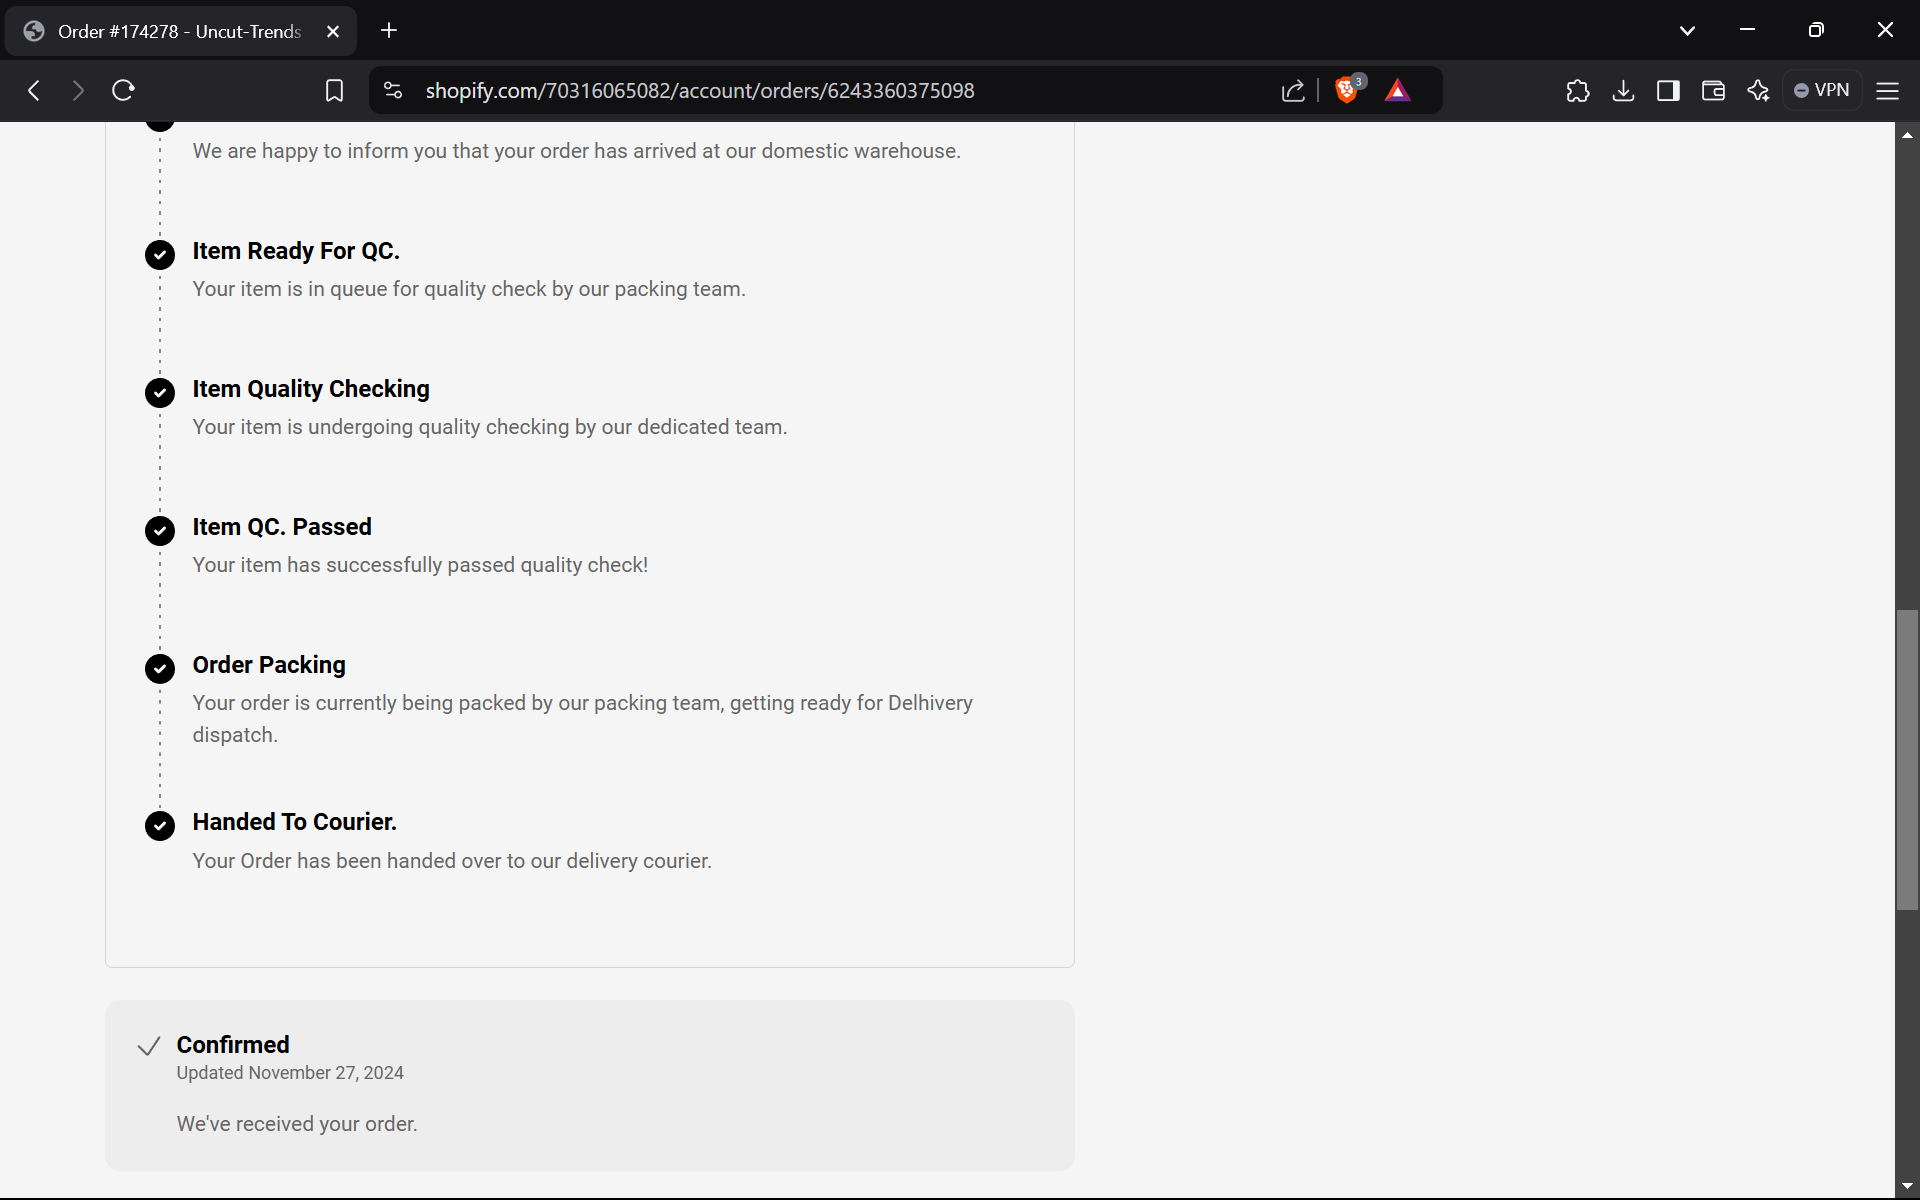 Order #174278 - Uncut-Trends
shopify.com/70316065082/account/orders/6243360375098
3
VPN
We are happy to inform you that your order has arrived at our domestic warehouse.
Item Ready For QC.
Your item is in queue for quality check by our packing team.
Item Quality Checking
Your item is undergoing quality checking by our dedicated team.
Item QC. Passed
Your item has successfully passed quality check!
Order Packing
Your order is currently being packed by our packing team, getting ready for Delhivery
dispatch.
Handed To Courier.
Your Order has been handed over to our delivery courier.
Confirmed
Updated November 27, 2024
We've received your order.